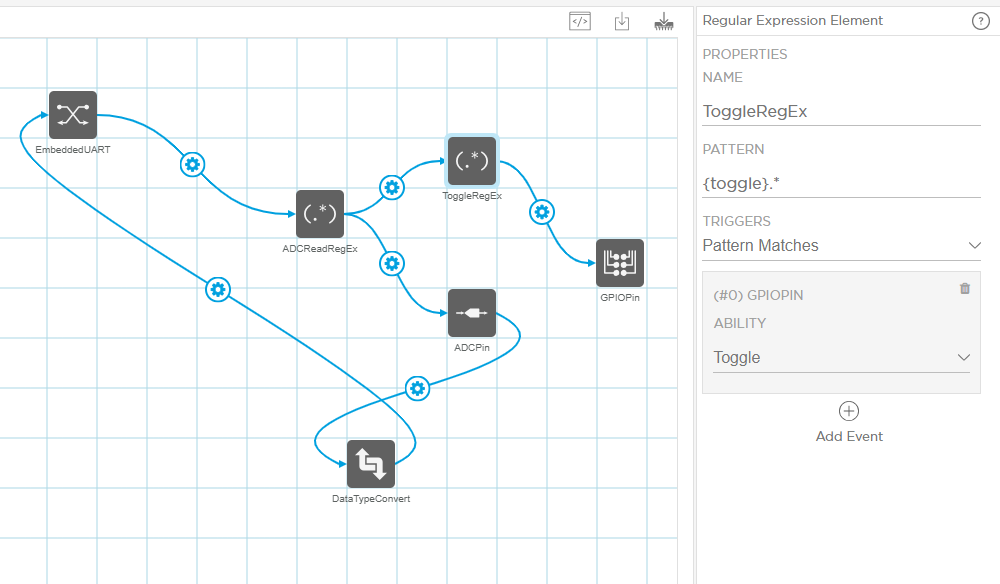 </>
EmbeddedUART
(.*)
ToggleRegEx
(.*)
ADCReadRegEx
GPIOPin
ADCPin
DataTypeConvert
Regular Expression Element
?
PROPERTIES
NAME
ToggleRegEx
PATTERN
{toggle}.*
TRIGGERS
Pattern Matches
(#0) GPIOPIN
ABILITY
Toggle
Add Event